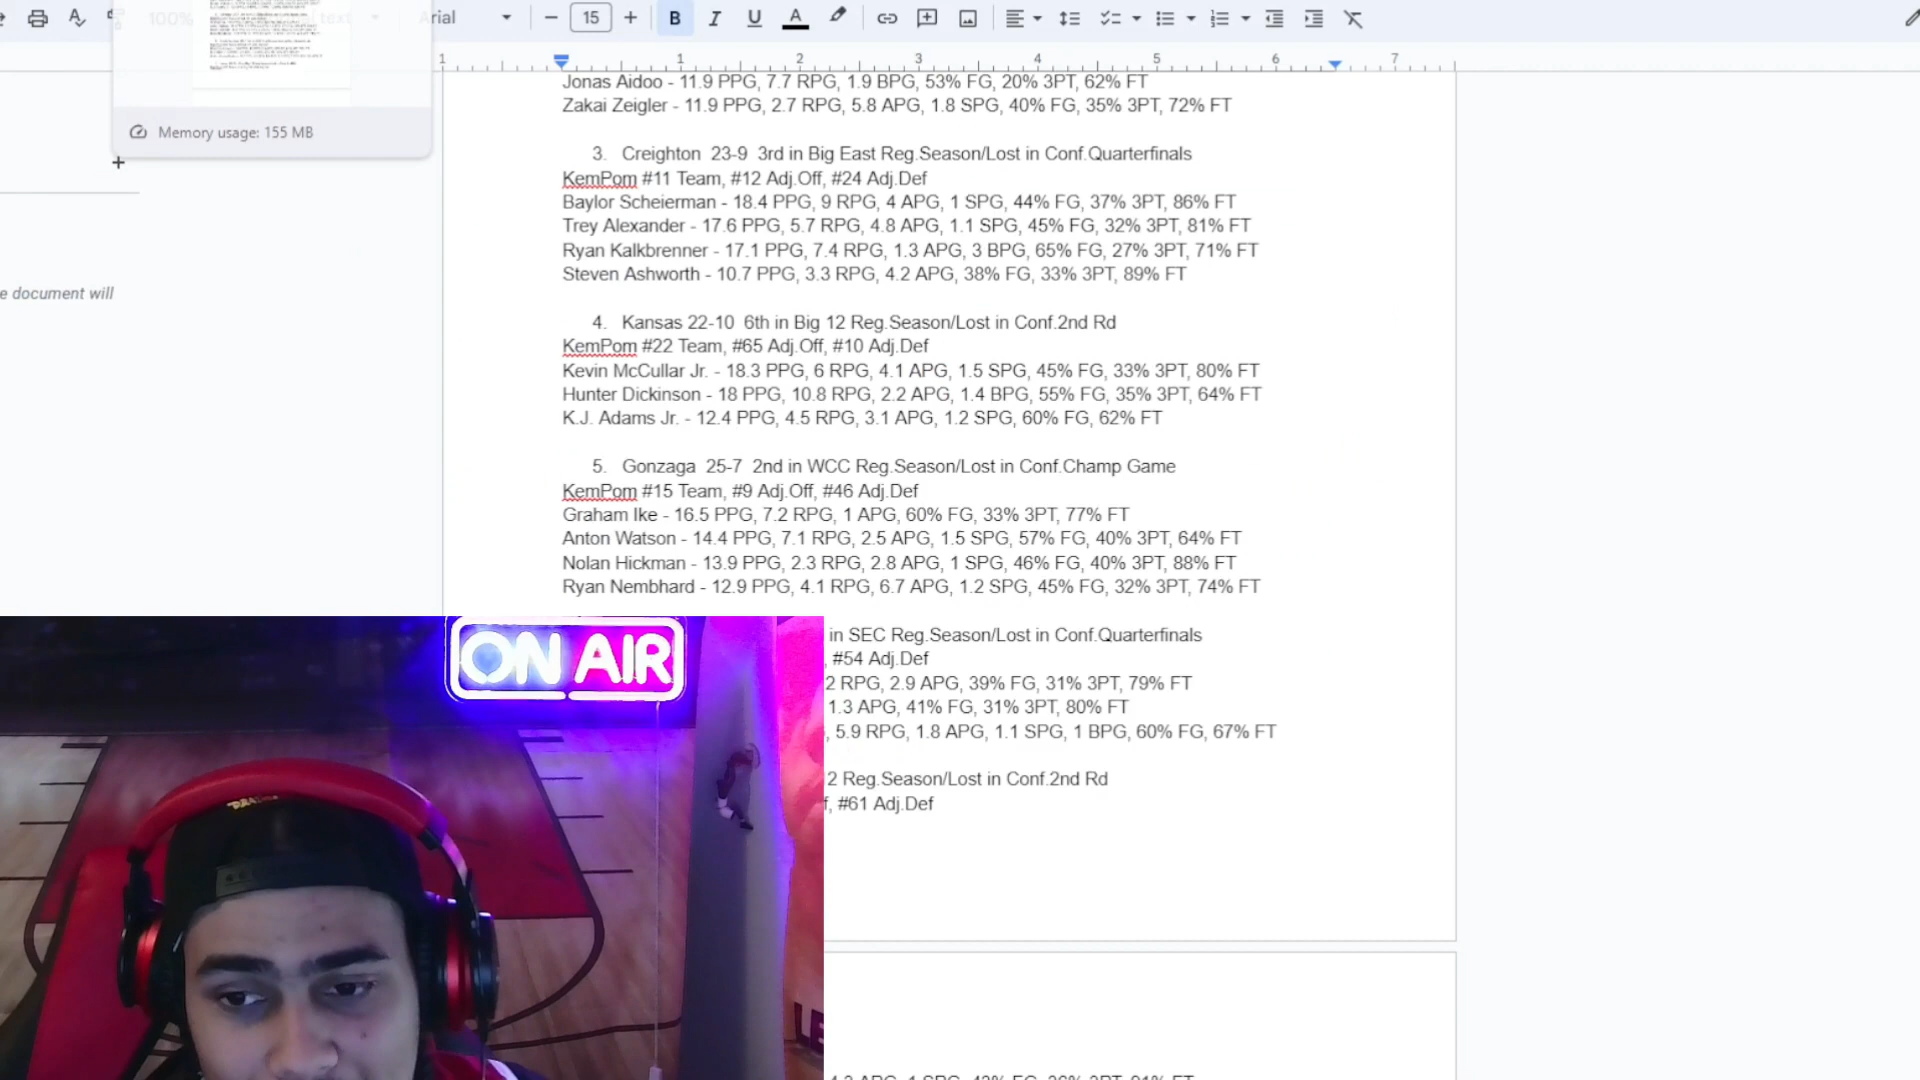 100%
Arial
15
1 1 2 3 4 5 6 7
Memory usage: 155 MB
e document will
Jonas Aidoo - 11.9 PPG, 7.7 RPG, 1.9 BPG, 53% FG, 20% 3PT, 62% FT
Zakai Zeigler - 11.9 PPG, 2.7 RPG, 5.8 APG, 1.8 SPG, 40% FG, 35% 3PT, 72% FT
3. Creighton 23-9 3rd in Big East Reg.Season/Lost in Conf.Quarterfinals
KemPom #11 Team, #12 Adj.Off, #24 Adj.Def
Baylor Scheierman - 18.4 PPG, 9 RPG, 4 APG, 1 SPG, 44% FG, 37% 3PT, 86% FT
Trey Alexander - 17.6 PPG, 5.7 RPG, 4.8 APG, 1.1 SPG, 45% FG, 32% 3PT, 81% FT
Ryan Kalkbrenner - 17.1 PPG, 7.4 RPG, 1.3 APG, 3 BPG, 65% FG, 27% 3PT, 71% FT
Steven Ashworth - 10.7 PPG, 3.3 RPG, 4.2 APG, 38% FG, 33% 3PT, 89% FT
4. Kansas 22-10 6th in Big 12 Reg.Season/Lost in Conf.2nd Rd
KemPom #22 Team, #65 Adj.Off, #10 Adj.Def
Kevin McCullar Jr. - 18.3 PPG, 6 RPG, 4.1 APG, 1.5 SPG, 45% FG, 33% 3PT, 80% FT
Hunter Dickinson - 18 PPG, 10.8 RPG, 2.2 APG, 1.4 BPG, 55% FG, 35% 3PT, 64% FT
K.J. Adams Jr. - 12.4 PPG, 4.5 RPG, 3.1 APG, 1.2 SPG, 60% FG, 62% FT
5. Gonzaga 25-7 2nd in WCC Reg.Season/Lost in Conf.Champ Game
KemPom #15 Team, #9 Adj.Off, #46 Adj.Def
Graham Ike - 16.5 PPG, 7.2 RPG, 1 APG, 60% FG, 33% 3PT, 77% FT
Anton Watson - 14.4 PPG, 7.1 RPG, 2.5 APG, 1.5 SPG, 57% FG, 40% 3PT, 64% FT
Nolan Hickman - 13.9 PPG, 2.3 RPG, 2.8 APG, 1 SPG, 46% FG, 40% 3PT, 88% FT
Ryan Nembhard - 12.9 PPG, 4.1 RPG, 6.7 APG, 1.2 SPG, 45% FG, 32% 3PT, 74% FT
in SEC Reg.Season/Lost in Conf.Quarterfinals
, #54 Adj.Def
2 RPG, 2.9 APG, 39% FG, 31% 3PT, 79% FT
1.3 APG, 41% FG, 31% 3PT, 80% FT
, 5.9 RPG, 1.8 APG, 1.1 SPG, 1 BPG, 60% FG, 67% FT
2 Reg.Season/Lost in Conf.2nd Rd
f, #61 Adj.Def
ON AIR